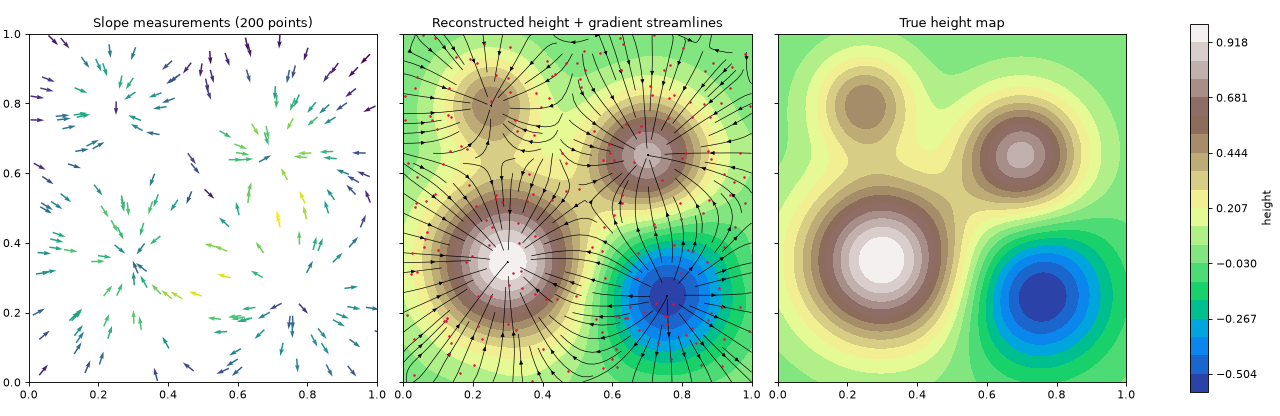 Slope measurements (200 points)
Reconstructed height + gradient streamlines
True height map
1.0
0.8
0.6
0.4
0.2
0.0
0.0 0.2 0.4 0.6 0.8 1.0
0.0 0.2 0.4 0.6 0.8 1.0
0.2 0.4 0.6 0.8 1.0
0.918
0.681
0.444
0.207
−0.030
−0.267
−0.504
height